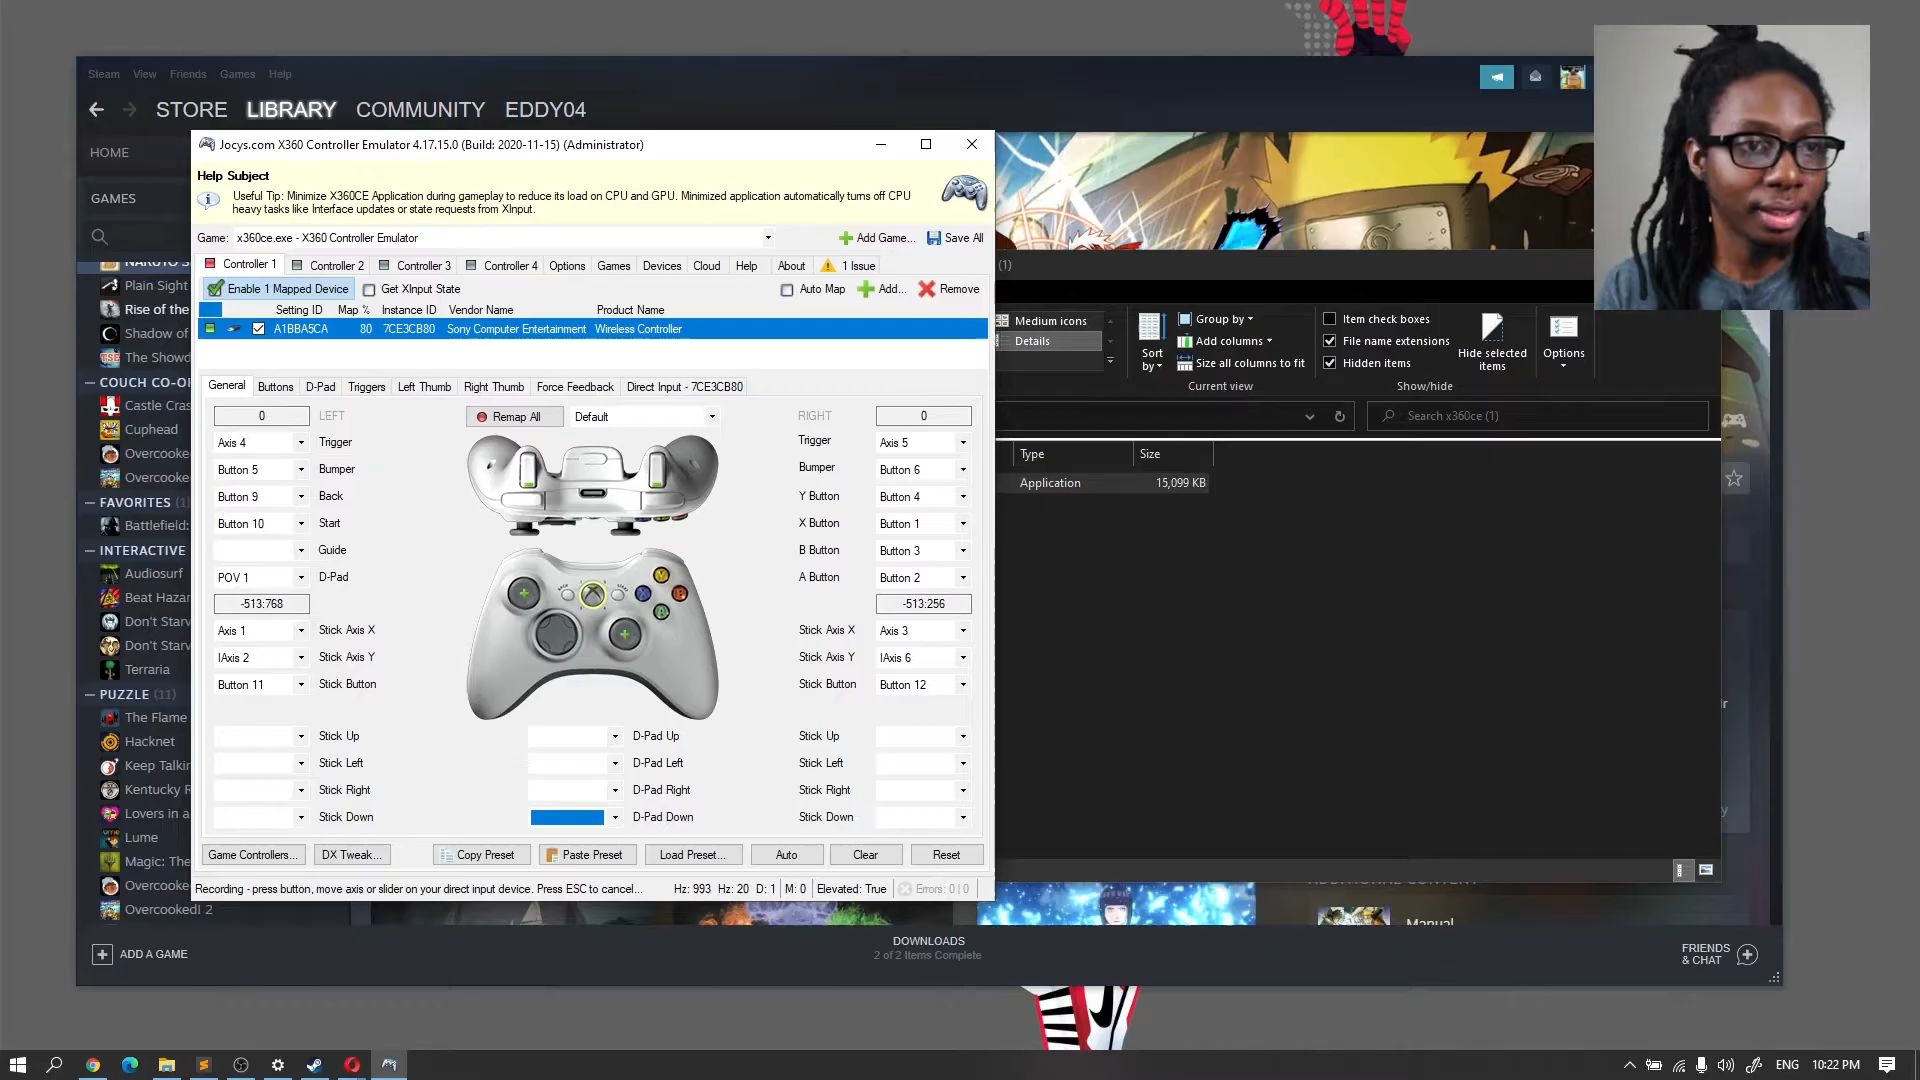 Steam View Friends Games Help
STORE LIBRARY COMMUNITY EDDY04
HOME
GAMES
Plain Sight
Rise of the
Shadow of
The Showd
COUCH CO-OP
Castle Cras
Cuphead
Overcooke
Overcooke
FAVORITES (1)
Battlefield:
INTERACTIVE
Audiosurf
Beat Hazar
Don't Starv
Don't Starv
Terraria
PUZZLE (11)
The Flame
Hacknet
Keep Talki
Kentucky R
Lovers in a
Lume
Magic: The
Overcooke
Overcooked! 2
ADD A GAME
DOWNLOADS
2 of 2 Items Complete
FRIENDS
& CHAT
Jocys.com X360 Controller Emulator 4.17.15.0 (Build: 2020-11-15) (Administrator)
Help Subject
Useful Tip: Minimize X360CE Application during gameplay to reduce its load on CPU and GPU. Minimized application automatically turns off CPU
heavy tasks like Interface updates or state requests from XInput.
Game: x360ce.exe - X360 Controller Emulator Add Game... Save All
Controller 1 Controller 2 Controller 3 Controller 4 Options Games Devices Cloud Help About 1 Issue
Enable 1 Mapped Device Get XInput State Auto Map Add... Remove
Setting ID Map % Instance ID Vendor Name Product Name
A1BBA5CA 80 7CE3CB80 Sony Computer Entertainment Wireless Controller
General Buttons D-Pad Triggers Left Thumb Right Thumb Force Feedback Direct Input - 7CE3CB80
0 LEFT Remap All Default RIGHT 0
Axis 4 Trigger Trigger Axis 5
Button 5 Bumper Bumper Button 6
Button 9 Back Y Button Button 4
Button 10 Start X Button Button 1
Guide B Button Button 3
POV 1 D-Pad A Button Button 2
-513:768 -513:256
Axis 1 Stick Axis X Stick Axis X Axis 3
IAxis 2 Stick Axis Y Stick Axis Y IAxis 6
Button 11 Stick Button Stick Button Button 12
Stick Up D-Pad Up Stick Up
Stick Left D-Pad Left Stick Left
Stick Right D-Pad Right Stick Right
Stick Down D-Pad Down Stick Down
Game Controllers... DX Tweak... Copy Preset Paste Preset Load Preset... Auto Clear Reset
Recording - press button, move axis or slider on your direct input device. Press ESC to cancel... Hz: 993 Hz: 20 D: 1 M: 0 Elevated: True Errors: 0 | 0
(1)
Medium icons
Details
Sort
by
Group by
Add columns
Size all columns to fit
Current view
Item check boxes
File name extensions
Hidden items
Hide selected
items
Options
Show/hide
Search x360ce (1)
Type Size
Application 15,099 KB
Manual
ENG 10:22 PM